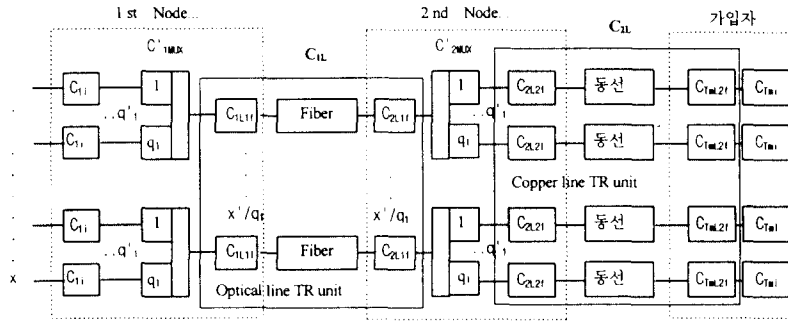 1 st Node... 2 nd Node... 가입자
C'1MUX C1L C'2MUX C2L
C1i 1 C1L1f Fiber C2L1f 1 C2L2f 동선 CTmL2f CTmi
..q'1 ..q'1
C1i q1 q1 C2L2f 동선 CTmL2f CTmi
Copper line TR unit
x'/q1 x'/q1
C1i 1 1 C2L2f 동선 CTmL2f CTmi
..q'1 C1L1f Fiber C2L1f ..q'1
x C1i q1 q1 C2L2f 동선 CTmL2f CTmi
Optical line TR unit